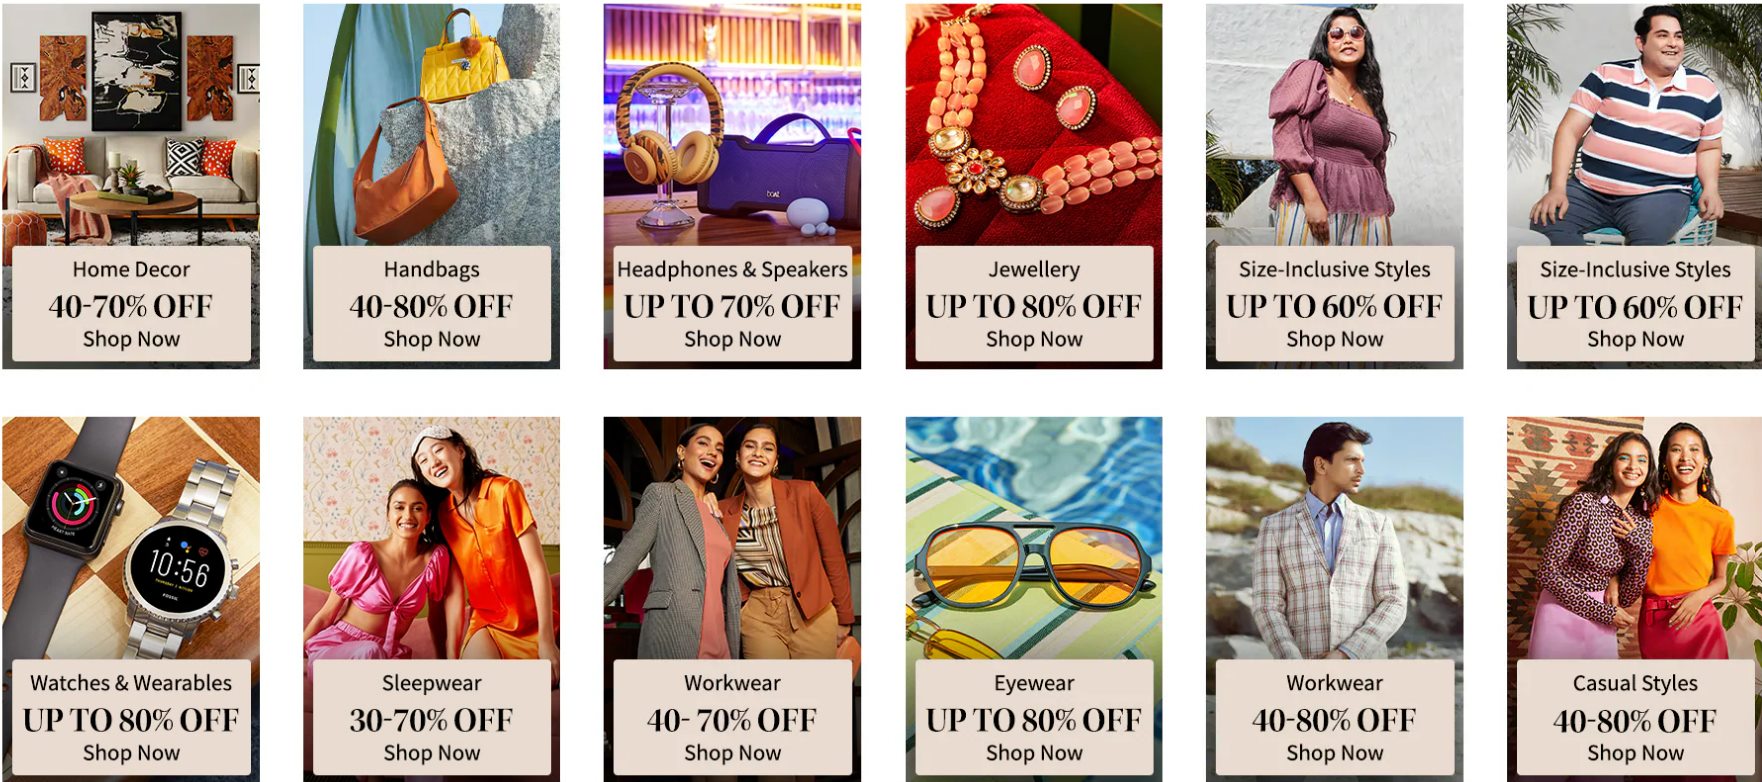 Home Decor
40-70% OFF
Shop Now
Handbags
40-80% OFF
Shop Now
boAt
Headphones & Speakers
UP TO 70% OFF
Shop Now
Jewellery
UP TO 80% OFF
Shop Now
Size-Inclusive Styles
UP TO 60% OFF
Shop Now
Size-Inclusive Styles
UP TO 60% OFF
Shop Now
10:56
FOSSIL
Watches & Wearables
UP TO 80% OFF
Shop Now
Sleepwear
30-70% OFF
Shop Now
Workwear
40- 70% OFF
Shop Now
Eyewear
UP TO 80% OFF
Shop Now
Workwear
40-80% OFF
Shop Now
Casual Styles
40-80% OFF
Shop Now